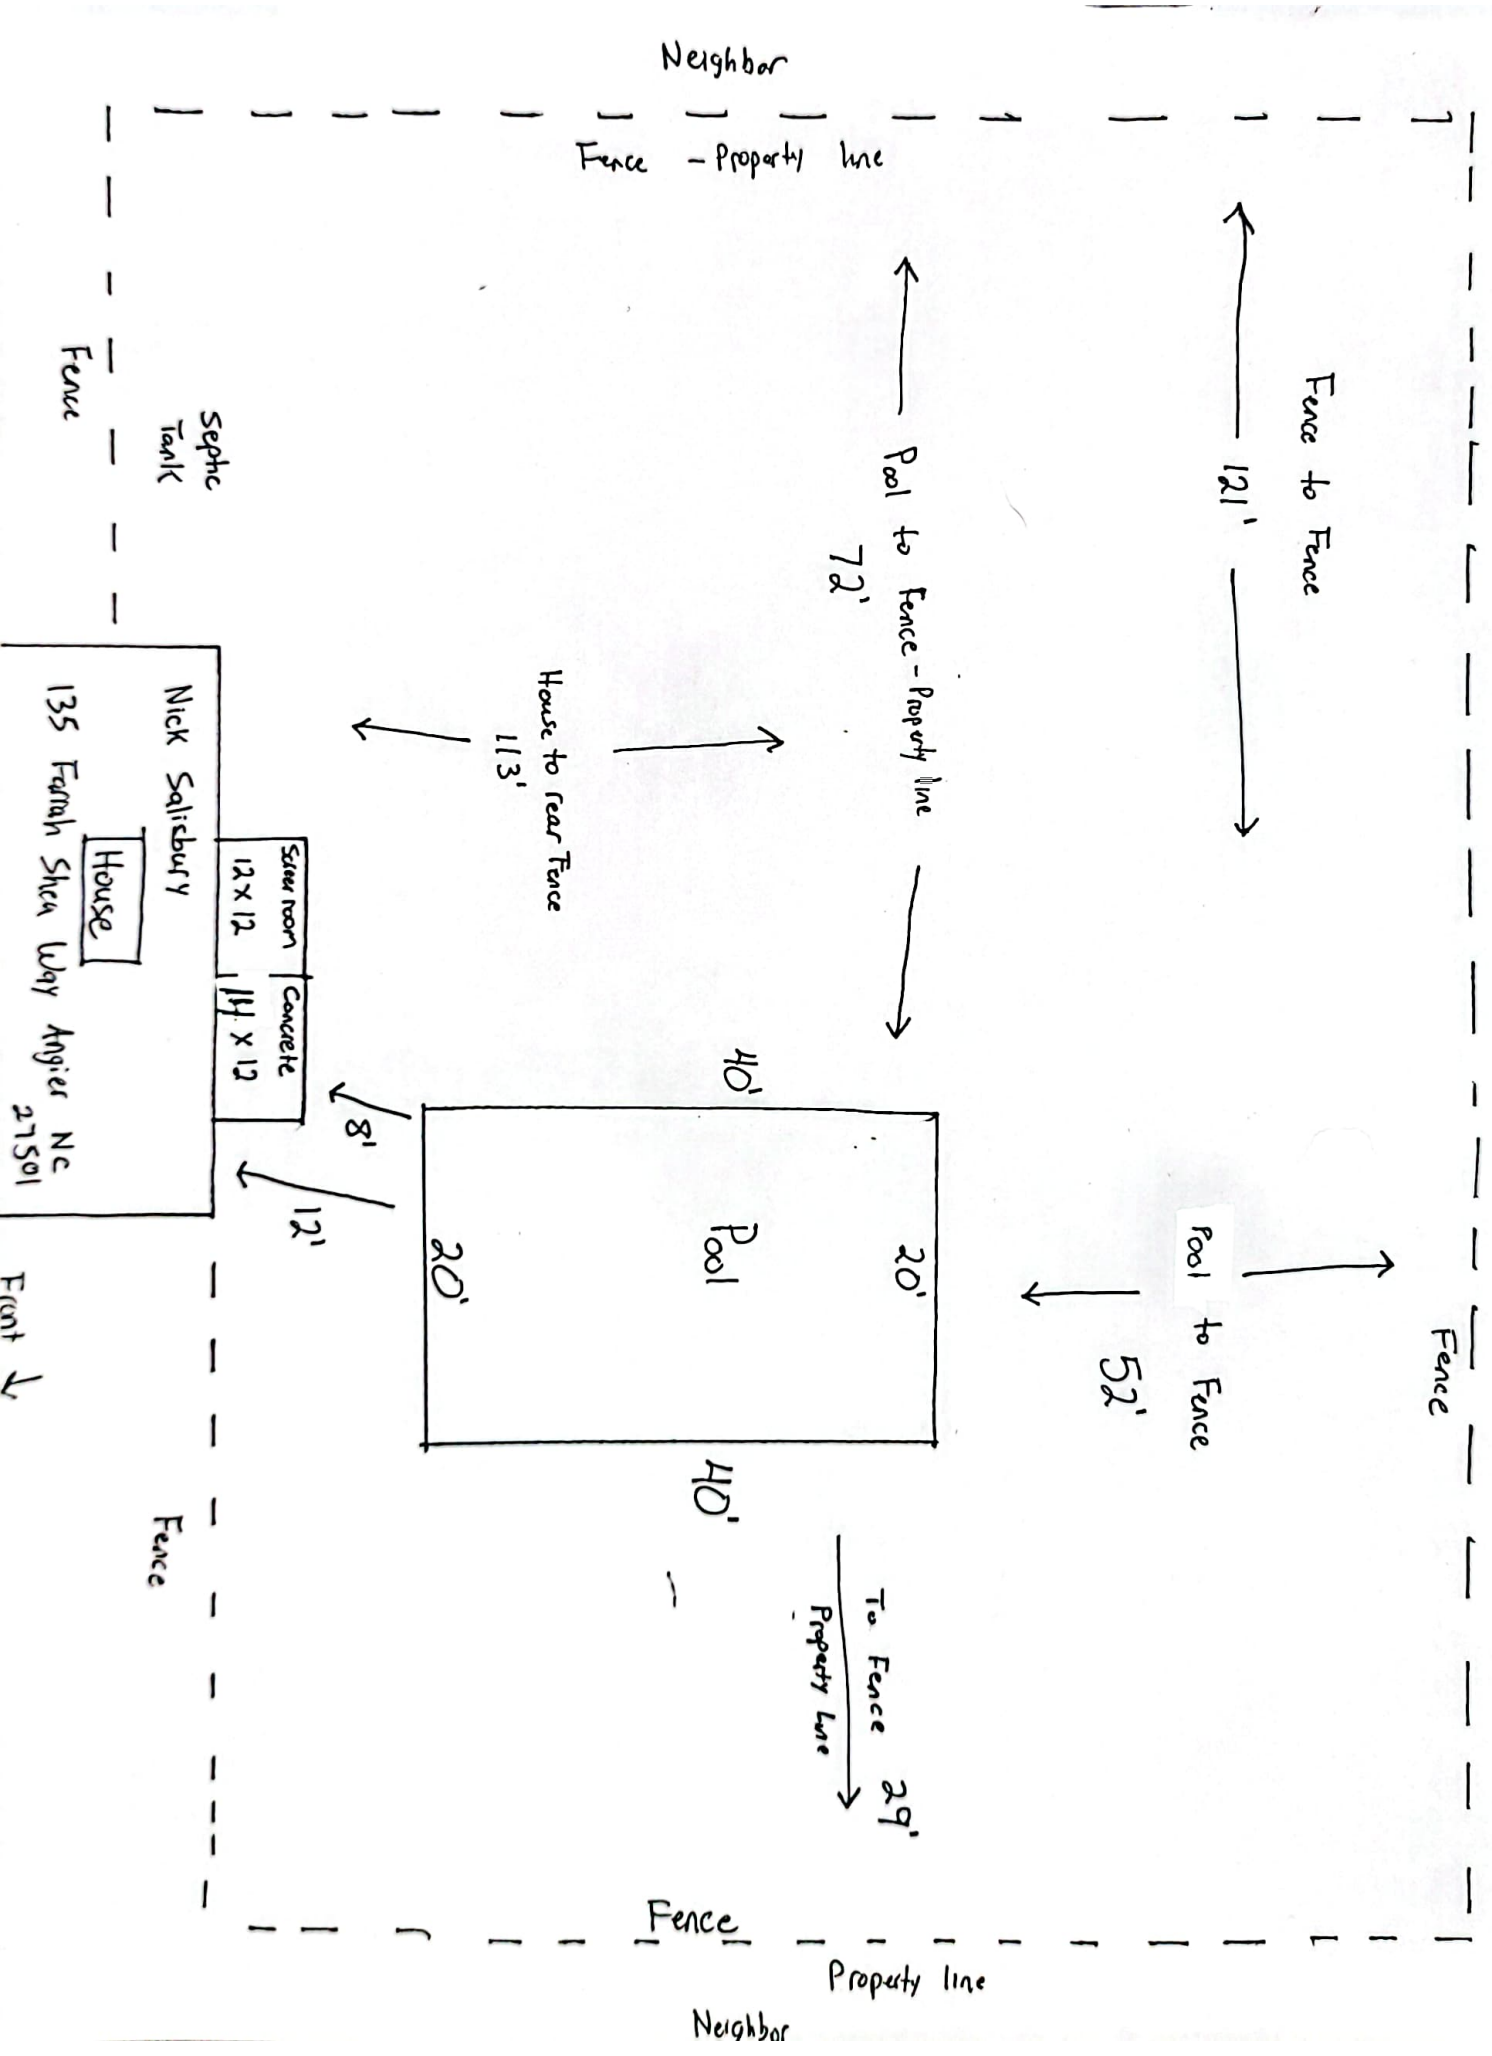 Neighbor
Fence - Property line
Fence to Fence
121'
Pool to Fence - Property line
72'
Fence
Septic
Tank
House to rear Fence
113'
Nick Salisbury
House
135 Farrah Shea Way Angier NC
27501
Screen room
12 x 12
Concrete
14 x 12
8'
12'
40'
20'
Pool
20'
40'
Pool to Fence
52'
Fence
To Fence 29'
Property line
Fence
Front ↓
Fence
Property line
Neighbor